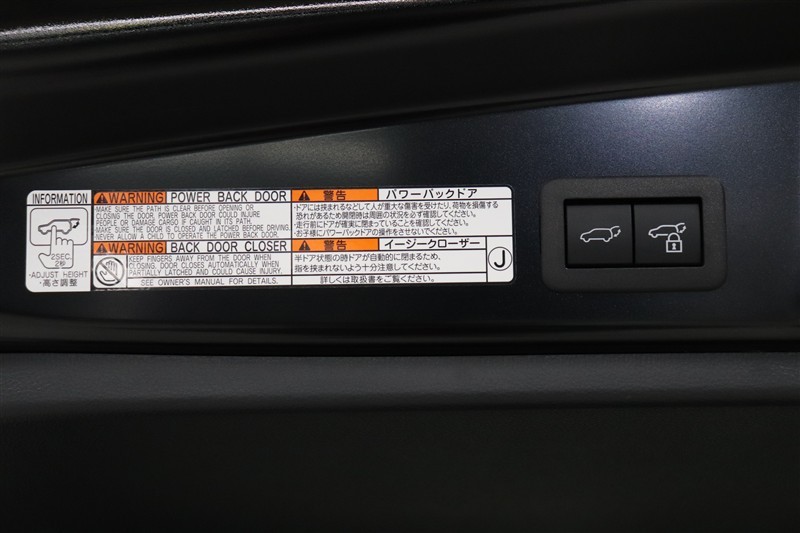 INFORMATION
2SEC.
2秒
・ADJUST HEIGHT
・高さ調整
WARNING POWER BACK DOOR
MAKE SURE THE PATH IS CLEAR BEFORE OPENING OR
CLOSING THE DOOR. POWER BACK DOOR COULD INJURE
PEOPLE OR DAMAGE CARGO IF CAUGHT IN ITS PATH.
MAKE SURE THE DOOR IS CLOSED AND LATCHED BEFORE DRIVING.
NEVER ALLOW A CHILD TO OPERATE THE POWER BACK DOOR.
WARNING BACK DOOR CLOSER
KEEP FINGERS AWAY FROM THE DOOR WHEN
CLOSING. DOOR CLOSES AUTOMATICALLY WHEN
PARTIALLY LATCHED AND COULD CAUSE INJURY.
SEE OWNER'S MANUAL FOR DETAILS.
警告 パワーバックドア
・ドアには挟まれるなどして人が重大な傷害を受けたり、荷物を損傷する
恐れがあるため開閉時は周囲の状況を必ず確認してください。
・走行前にドアが確実に閉まっていることを確認してください。
・お子様にパワーバックドアの操作をさせないでください。
警告 イージークローザー
半ドア状態の時ドアが自動的に閉まるため、
指を挟まれないよう十分注意してください。
詳しくは取扱書をご覧ください。
J